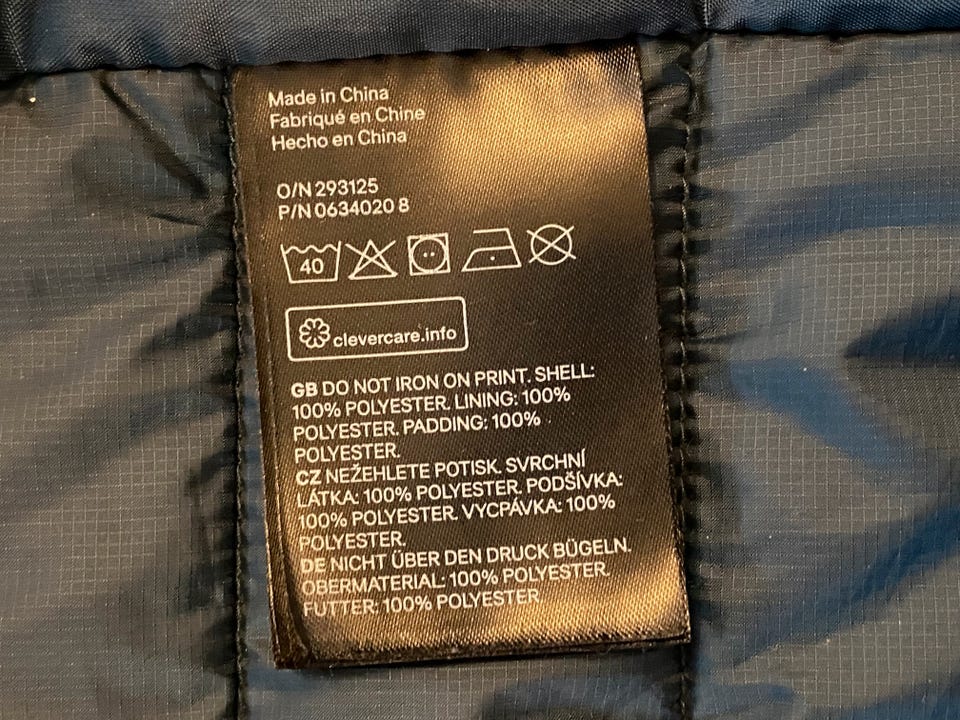 Made in China
Fabriqué en Chine
Hecho en China
O/N 293125
P/N 0634020 8
40
clevercare.info
GB DO NOT IRON ON PRINT. SHELL:
100% POLYESTER. LINING: 100%
POLYESTER. PADDING: 100%
POLYESTER.
CZ NEŽEHLETE POTISK. SVRCHNÍ
LÁTKA: 100% POLYESTER. PODŠÍVKA:
100% POLYESTER. VYCPÁVKA: 100%
POLYESTER.
DE NICHT ÜBER DEN DRUCK BÜGELN.
OBERMATERIAL: 100% POLYESTER.
FUTTER: 100% POLYESTER.